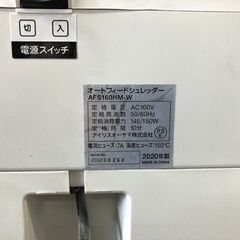 切 入
電源スイッチ
オートフィードシュレッダー
AFS160HM-W
定格電圧 AC100V
定格周波数 50/60Hz
定格消費電力 145/150W
定格時間 10分
アイリスオーヤマ株式会社
電流ヒューズ:7A 温度ヒューズ:150℃
2020年製
MADE IN CHINA